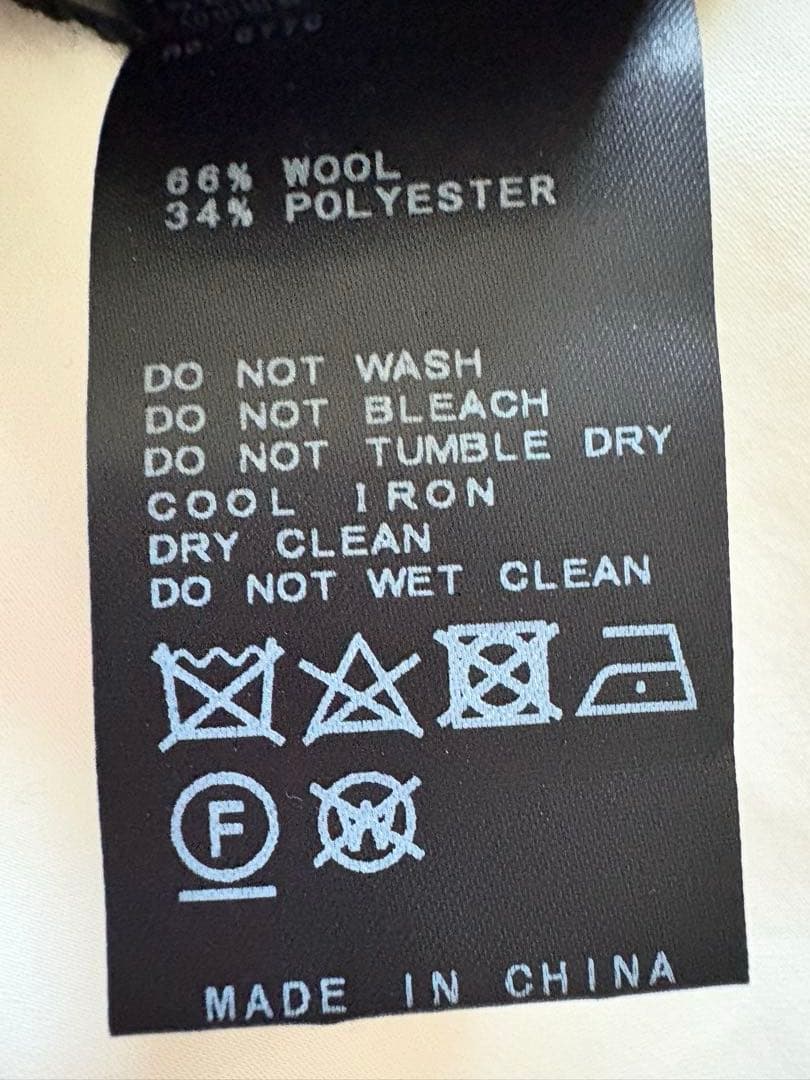 66% WOOL
34% POLYESTER
DO NOT WASH
DO NOT BLEACH
DO NOT TUMBLE DRY
COOL IRON
DRY CLEAN
DO NOT WET CLEAN
F
W
MADE IN CHINA